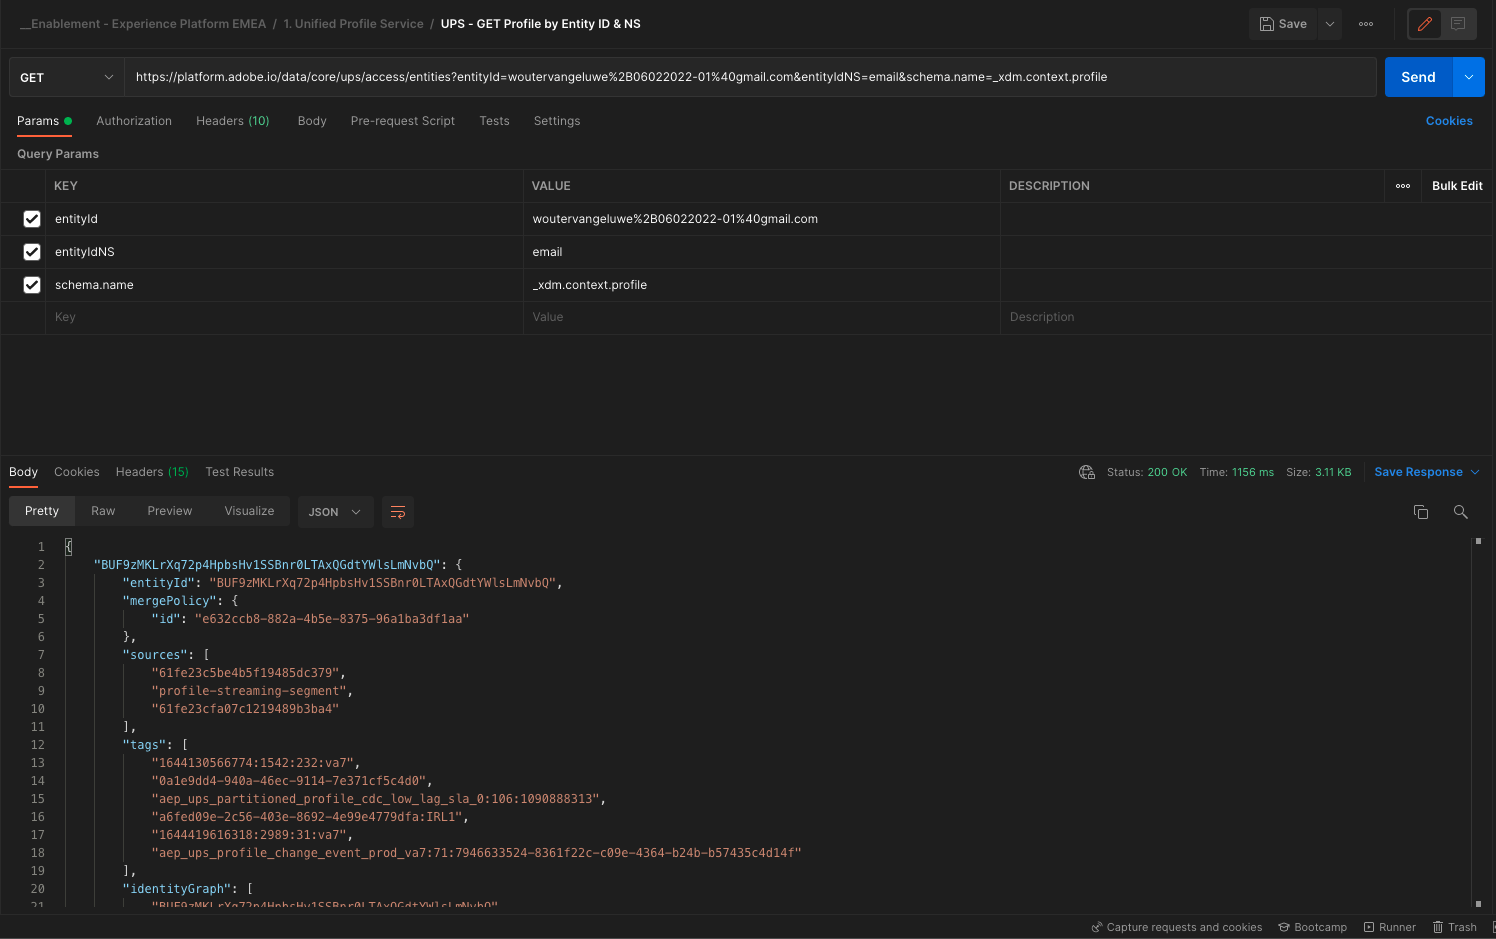 __Enablement - Experience Platform EMEA / 1. Unified Profile Service / UPS - GET Profile by Entity ID & NS Save
GET https://platform.adobe.io/data/core/ups/access/entities?entityId=woutervangeluwe%2B06022022-01%40gmail.com&entityIdNS=email&schema.name=_xdm.context.profile Send
Params Authorization Headers (10) Body Pre-request Script Tests Settings Cookies
Query Params
KEY VALUE DESCRIPTION Bulk Edit
entityId woutervangeluwe%2B06022022-01%40gmail.com
entityIdNS email
schema.name _xdm.context.profile
Key Value Description
Body Cookies Headers (15) Test Results Status: 200 OK Time: 1156 ms Size: 3.11 KB Save Response
Pretty Raw Preview Visualize JSON
1 {
2 "BUF9zMKLrXq72p4HpbsHv1SSBnr0LTAxQGdtYWlsLmNvbQ": {
3 "entityId": "BUF9zMKLrXq72p4HpbsHv1SSBnr0LTAxQGdtYWlsLmNvbQ",
4 "mergePolicy": {
5 "id": "e632ccb8-882a-4b5e-8375-96a1ba3df1aa"
6 },
7 "sources": [
8 "61fe23c5be4b5f19485dc379",
9 "profile-streaming-segment",
10 "61fe23cfa07c1219489b3ba4"
11 ],
12 "tags": [
13 "1644130566774:1542:232:va7",
14 "0a1e9dd4-940a-46ec-9114-7e371cf5c4d0",
15 "aep_ups_partitioned_profile_cdc_low_lag_sla_0:106:1090888313",
16 "a6fed09e-2c56-403e-8692-4e99e4779dfa:IRL1",
17 "1644419616318:2989:31:va7",
18 "aep_ups_profile_change_event_prod_va7:71:7946633524-8361f22c-c09e-4364-b24b-b57435c4d14f"
19 ],
20 "identityGraph": [
21 "BUF9zMKLrXq72p4HpbsHv1SSBnr0LTAxQGdtYWlsLmNvbQ"
Capture requests and cookies Bootcamp Runner Trash